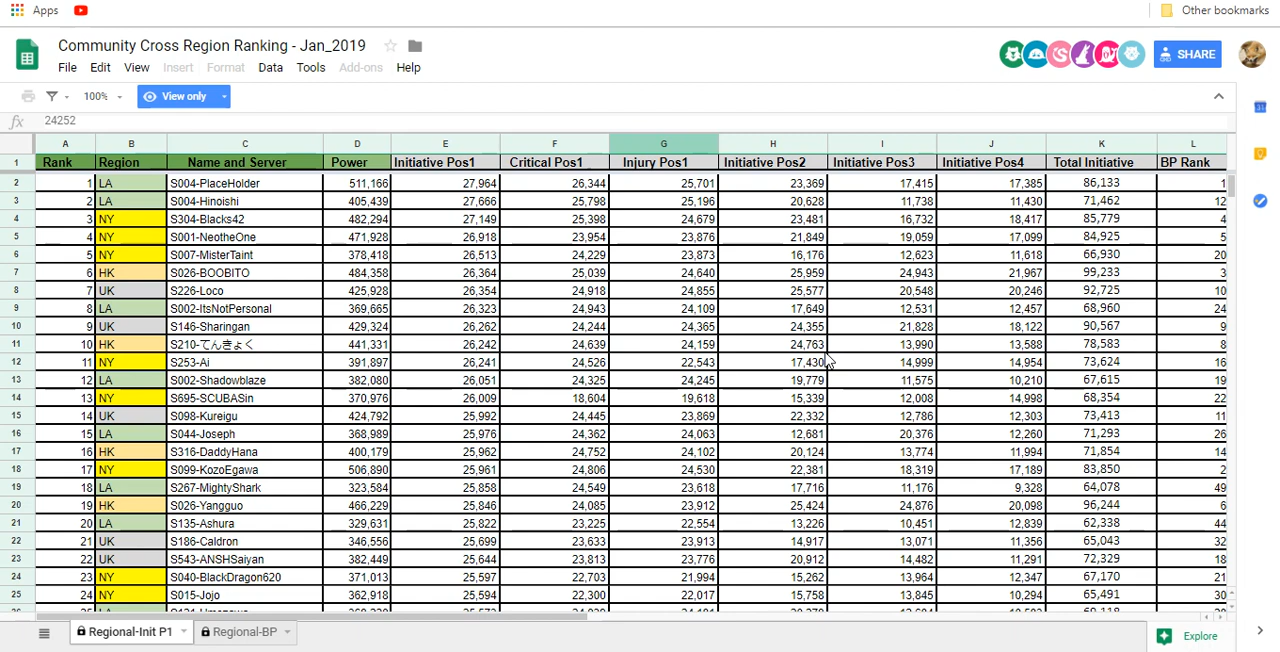 Apps Other bookmarks
Community Cross Region Ranking - Jan_2019 SHARE
File Edit View Insert Format Data Tools Add-ons Help
100% View only
fx 24252
A B C D E F G H I J K L
1 Rank Region Name and Server Power Initiative Pos1 Critical Pos1 Injury Pos1 Initiative Pos2 Initiative Pos3 Initiative Pos4 Total Initiative BP Rank
2 1 LA S004-PlaceHolder 511,166 27,964 26,344 25,701 23,369 17,415 17,385 86,133 1
3 2 LA S004-Hinoishi 405,439 27,666 25,798 25,196 20,628 11,738 11,430 71,462 12
4 3 NY S304-Blacks42 482,294 27,149 25,398 24,679 23,481 16,732 18,417 85,779 4
5 4 NY S001-NeotheOne 471,928 26,918 23,954 23,876 21,849 19,059 17,099 84,925 5
6 5 NY S007-MisterTaint 378,418 26,513 24,229 23,873 16,176 12,623 11,618 66,930 20
7 6 HK S026-BOOBITO 484,358 26,364 25,039 24,640 25,959 24,943 21,967 99,233 3
8 7 UK S226-Loco 425,928 26,354 24,918 24,855 25,577 20,548 20,246 92,725 10
9 8 LA S002-ItsNotPersonal 369,665 26,323 24,943 24,109 17,649 12,531 12,457 68,960 24
10 9 UK S146-Sharingan 429,324 26,262 24,244 24,365 24,355 21,828 18,122 90,567 9
11 10 HK S210-てんきょく 441,331 26,242 24,639 24,159 24,763 13,990 13,588 78,583 8
12 11 NY S253-Ai 391,897 26,241 24,526 22,543 17,430 14,999 14,954 73,624 16
13 12 LA S002-Shadowblaze 382,080 26,051 24,325 24,245 19,779 11,575 10,210 67,615 19
14 13 NY S695-SCUBASin 370,976 26,009 18,604 19,618 15,339 12,008 14,998 68,354 22
15 14 UK S098-Kureigu 424,792 25,992 24,445 23,869 22,332 12,786 12,303 73,413 11
16 15 LA S044-Joseph 368,989 25,976 24,362 24,063 12,681 20,376 12,260 71,293 26
17 16 HK S316-DaddyHana 400,179 25,962 24,752 24,102 20,124 13,774 11,994 71,854 14
18 17 NY S099-KozoEgawa 506,890 25,961 24,806 24,530 22,381 18,319 17,189 83,850 2
19 18 LA S267-MightyShark 323,584 25,858 24,549 23,618 17,716 11,176 9,328 64,078 49
20 19 HK S026-Yangguo 466,229 25,846 24,085 23,912 25,424 24,876 20,098 96,244 6
21 20 LA S135-Ashura 329,631 25,822 23,225 22,554 13,226 10,451 12,839 62,338 44
22 21 UK S186-Caldron 346,556 25,699 23,633 23,913 14,917 13,071 11,356 65,043 32
23 22 UK S543-ANSHSaiyan 382,449 25,644 23,813 23,776 20,912 14,482 11,291 72,329 18
24 23 NY S040-BlackDragon620 371,013 25,597 22,703 21,994 15,262 13,964 12,347 67,170 21
25 24 NY S015-Jojo 362,918 25,594 22,300 22,017 15,758 13,845 10,294 65,491 30
Regional-Init P1 Regional-BP Explore